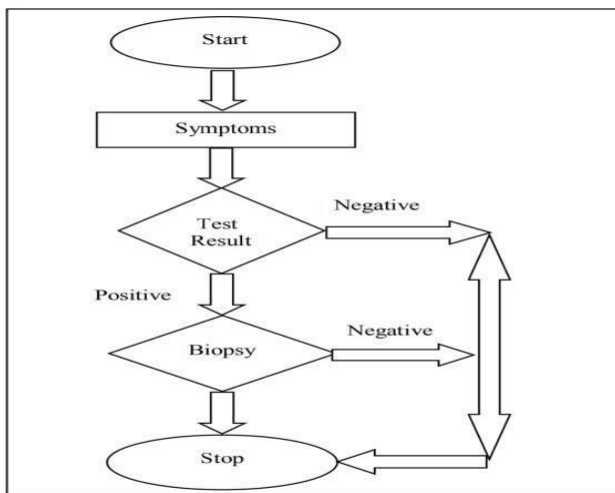 Start
Symptoms
Negative
Test
Result
Positive
Negative
Biopsy
Stop